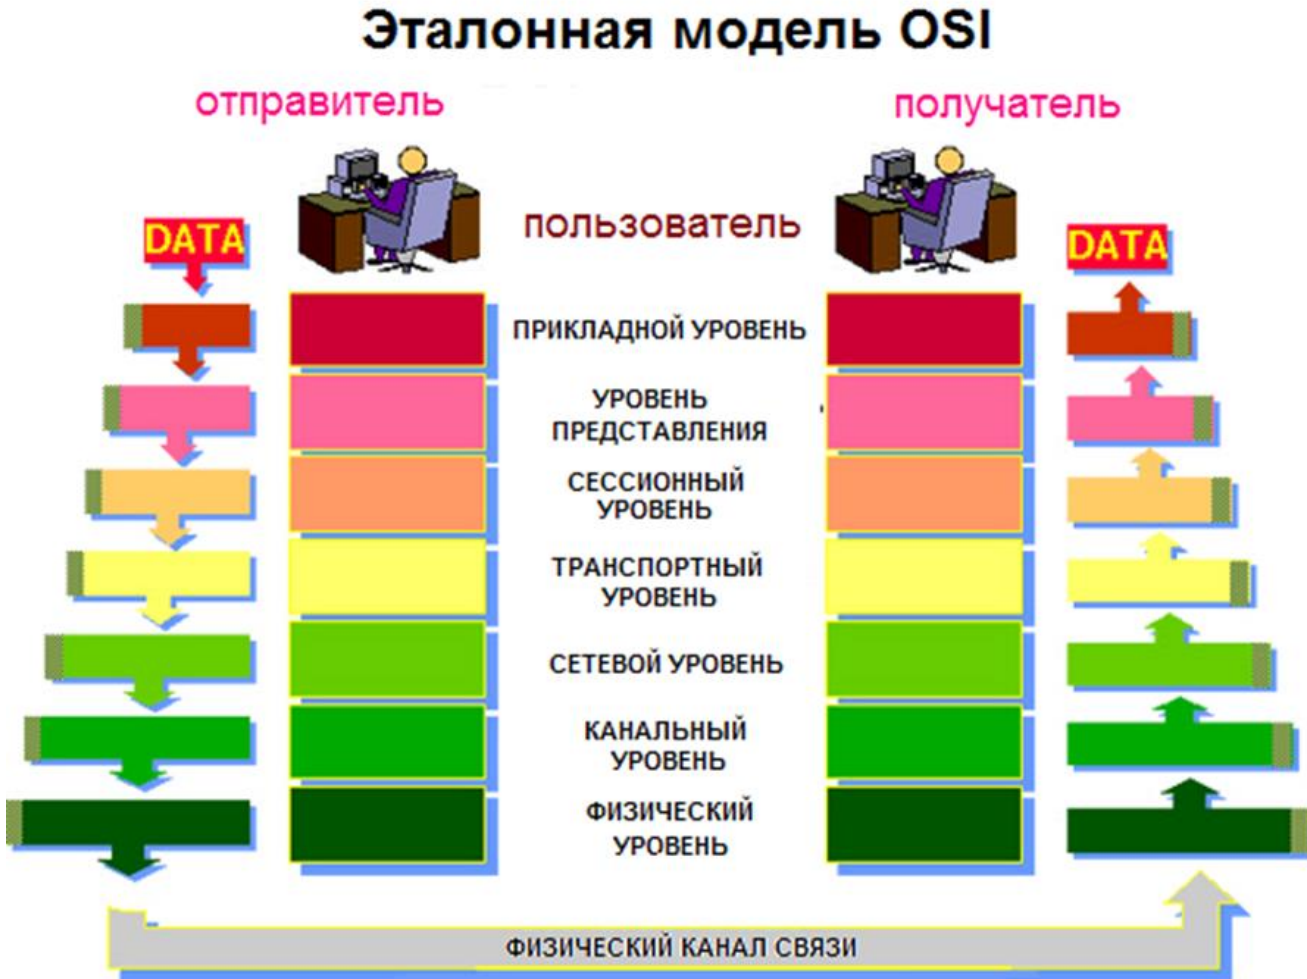 Эталонная модель OSI
отправитель
получатель
DATA
пользователь
DATA
ПРИКЛАДНОЙ УРОВЕНЬ
УРОВЕНЬ
ПРЕДСТАВЛЕНИЯ
СЕССИОННЫЙ
УРОВЕНЬ
ТРАНСПОРТНЫЙ
УРОВЕНЬ
СЕТЕВОЙ УРОВЕНЬ
КАНАЛЬНЫЙ
УРОВЕНЬ
ФИЗИЧЕСКИЙ
УРОВЕНЬ
ФИЗИЧЕСКИЙ КАНАЛ СВЯЗИ